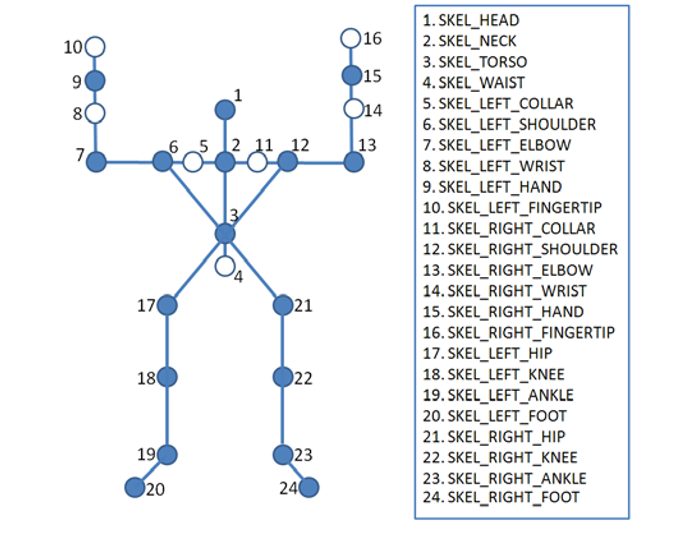 10
9
8
7
6
5
2
11
12
13
1
16
15
14
3
4
17
21
18
22
19
23
20
24
1. SKEL_HEAD
2. SKEL_NECK
3. SKEL_TORSO
4. SKEL_WAIST
5. SKEL_LEFT_COLLAR
6. SKEL_LEFT_SHOULDER
7. SKEL_LEFT_ELBOW
8. SKEL_LEFT_WRIST
9. SKEL_LEFT_HAND
10. SKEL_LEFT_FINGERTIP
11. SKEL_RIGHT_COLLAR
12. SKEL_RIGHT_SHOULDER
13. SKEL_RIGHT_ELBOW
14. SKEL_RIGHT_WRIST
15. SKEL_RIGHT_HAND
16. SKEL_RIGHT_FINGERTIP
17. SKEL_LEFT_HIP
18. SKEL_LEFT_KNEE
19. SKEL_LEFT_ANKLE
20. SKEL_LEFT_FOOT
21. SKEL_RIGHT_HIP
22. SKEL_RIGHT_KNEE
23. SKEL_RIGHT_ANKLE
24. SKEL_RIGHT_FOOT